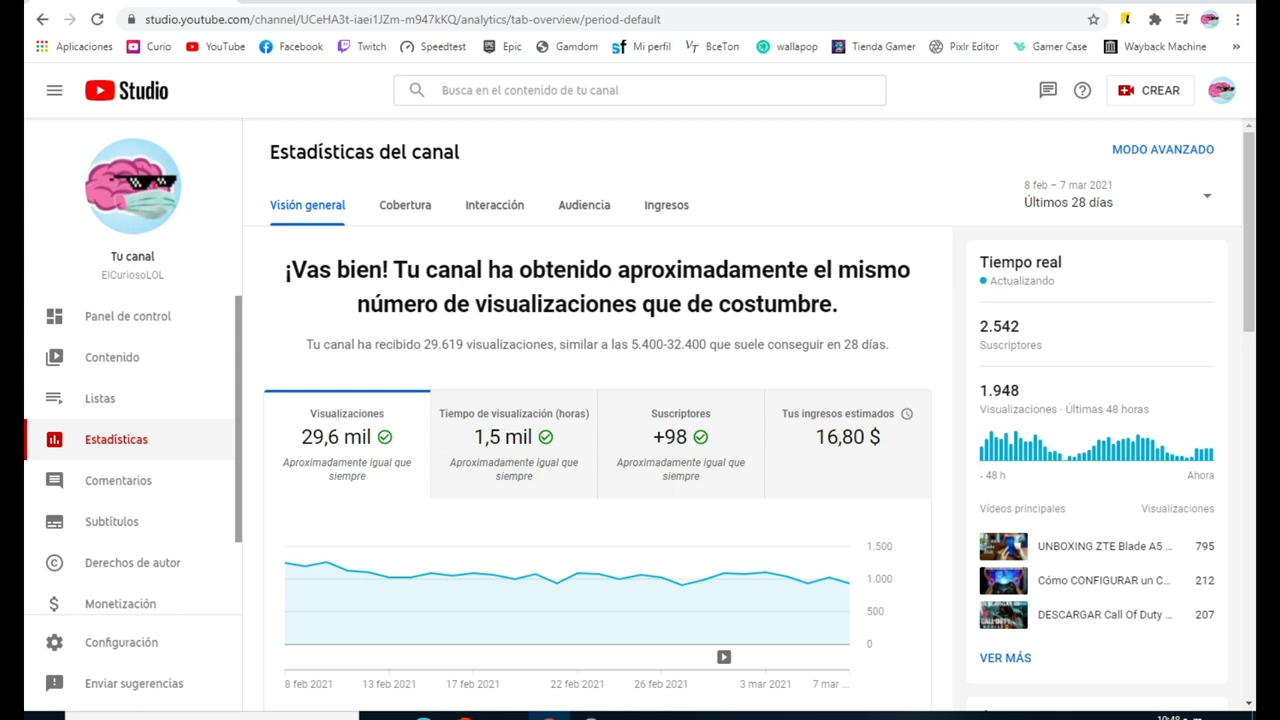 studio.youtube.com/channel/UCeHA3t-iaei1JZm-m947kKQ/analytics/tab-overview/period-default
Aplicaciones Curio YouTube Facebook Twitch Speedtest Epic Gamdom Mi perfil BceTon wallapop Tienda Gamer Pixlr Editor Gamer Case Wayback Machine »
Studio
Busca en el contenido de tu canal
CREAR
Tu canal
ElCuriosoLOL
Panel de control
Contenido
Listas
Estadísticas
Comentarios
Subtítulos
Derechos de autor
Monetización
Configuración
Enviar sugerencias
Estadísticas del canal
MODO AVANZADO
Visión general Cobertura Interacción Audiencia Ingresos
8 feb – 7 mar 2021
Últimos 28 días
¡Vas bien! Tu canal ha obtenido aproximadamente el mismo
número de visualizaciones que de costumbre.
Tu canal ha recibido 29.619 visualizaciones, similar a las 5.400-32.400 que suele conseguir en 28 días.
Visualizaciones
29,6 mil
Aproximadamente igual que
siempre
Tiempo de visualización (horas)
1,5 mil
Aproximadamente igual que
siempre
Suscriptores
+98
Aproximadamente igual que
siempre
Tus ingresos estimados
16,80 $
1.500
1.000
500
0
8 feb 2021 13 feb 2021 17 feb 2021 22 feb 2021 26 feb 2021 3 mar 2021 7 mar ...
Tiempo real
Actualizando
2.542
Suscriptores
1.948
Visualizaciones · Últimas 48 horas
- 48 h Ahora
Vídeos principales Visualizaciones
UNBOXING ZTE Blade A5 ... 795
Cómo CONFIGURAR un C... 212
DESCARGAR Call Of Duty ... 207
VER MÁS